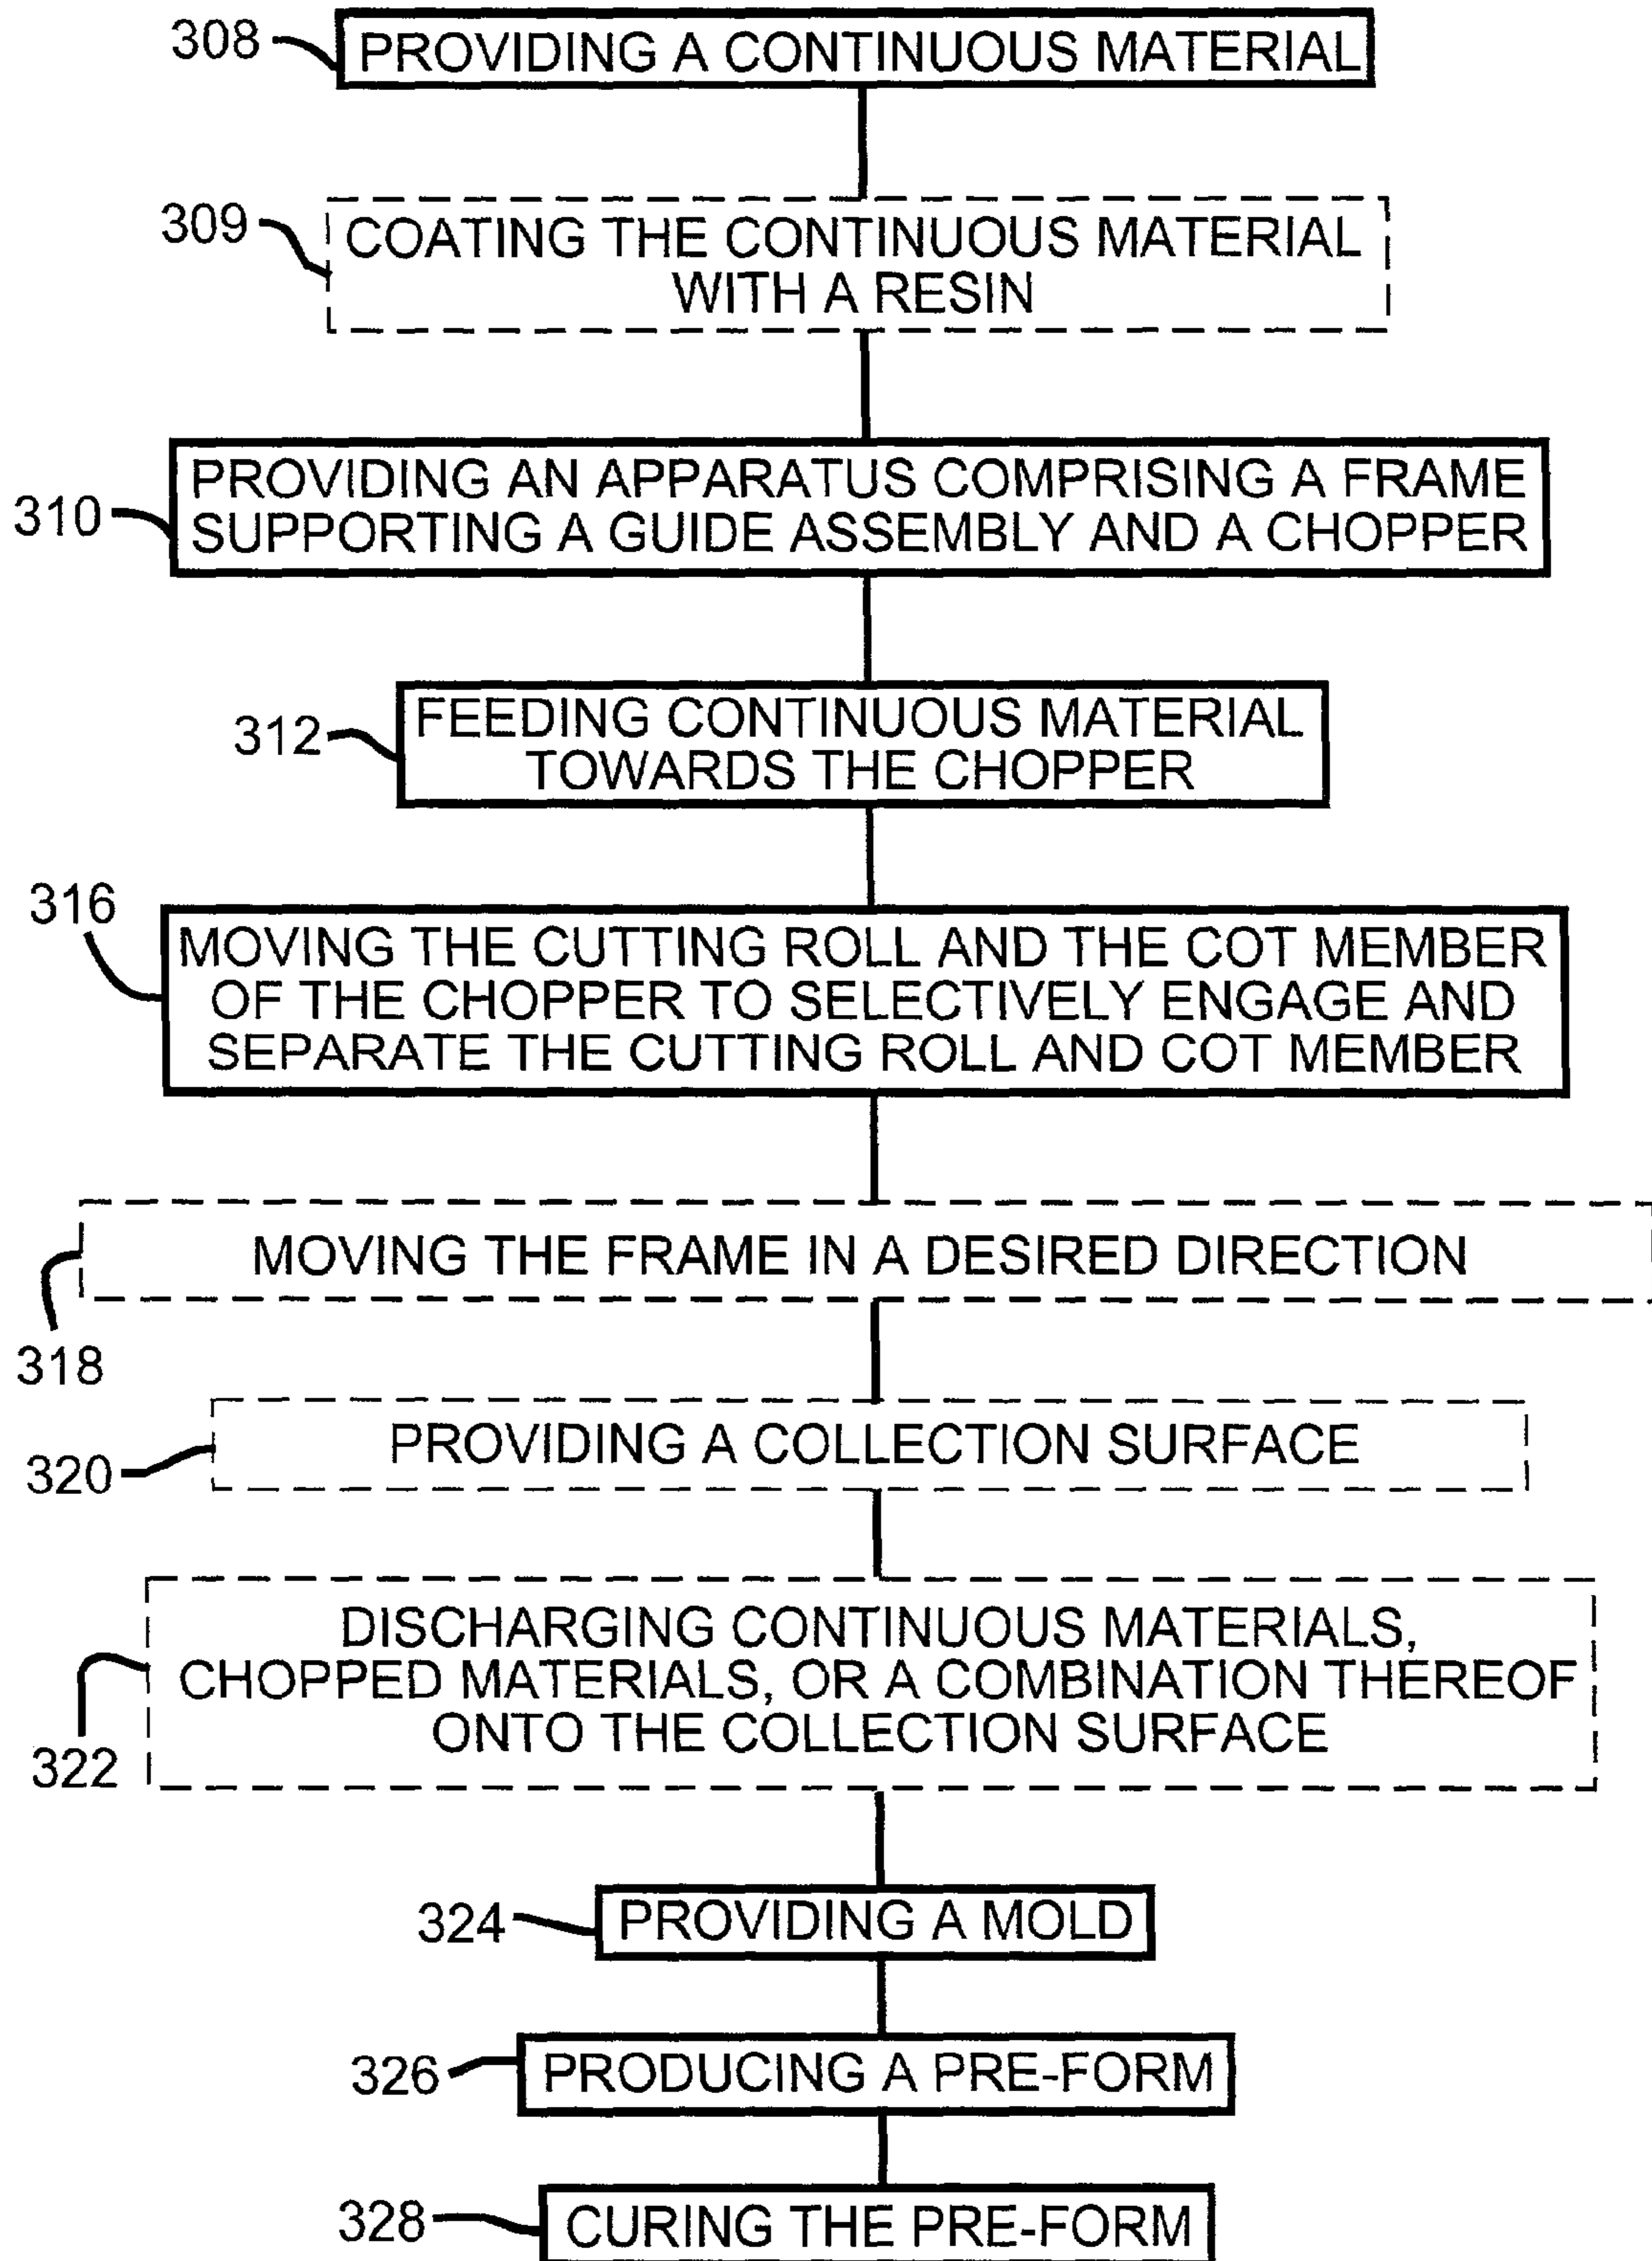 308
PROVIDING A CONTINUOUS MATERIAL
309
COATING THE CONTINUOUS MATERIAL
WITH A RESIN
310
PROVIDING AN APPARATUS COMPRISING A FRAME
SUPPORTING A GUIDE ASSEMBLY AND A CHOPPER
312
FEEDING CONTINUOUS MATERIAL
TOWARDS THE CHOPPER
316
MOVING THE CUTTING ROLL AND THE COT MEMBER
OF THE CHOPPER TO SELECTIVELY ENGAGE AND
SEPARATE THE CUTTING ROLL AND COT MEMBER
MOVING THE FRAME IN A DESIRED DIRECTION
318
PROVIDING A COLLECTION SURFACE
320
DISCHARGING CONTINUOUS MATERIALS,
CHOPPED MATERIALS, OR A COMBINATION THEREOF
ONTO THE COLLECTION SURFACE
322
324
PROVIDING A MOLD
326
PRODUCING A PRE-FORM
328
CURING THE PRE-FORM